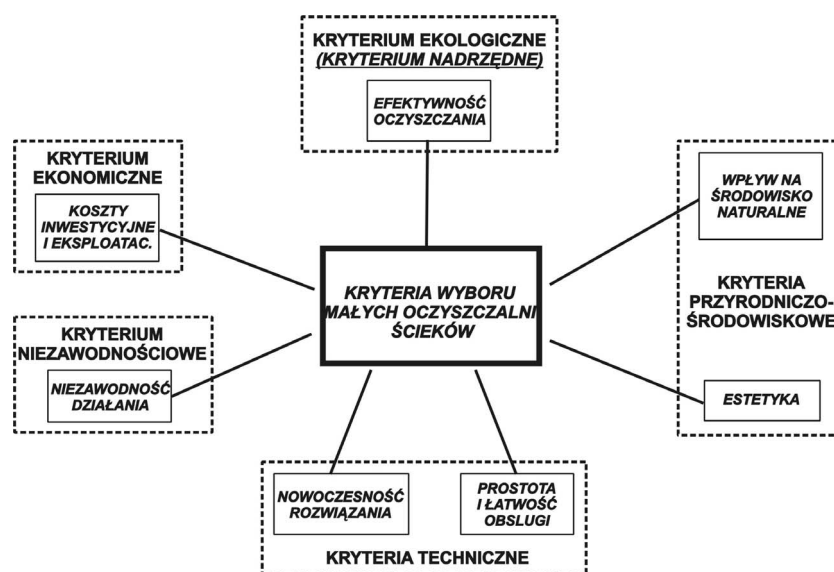 KRYTERIUM EKOLOGICZNE
(KRYTERIUM NADRZĘDNE)
EFEKTYWNOŚĆ
OCZYSZCZANIA
KRYTERIUM
EKONOMICZNE
KOSZTY
INWESTYCYJNE
I EKSPLOATAC.
WPŁYW NA
ŚRODOWISKO
NATURALNE
KRYTERIA
PRZYRODNICZO-
ŚRODOWISKOWE
ESTETYKA
KRYTERIA WYBORU
MAŁYCH OCZYSZCZALNI
ŚCIEKÓW
KRYTERIUM
NIEZAWODNOŚCIOWE
NIEZAWODNOŚĆ
DZIAŁANIA
NOWOCZESNOŚĆ
ROZWIĄZANIA
PROSTOTA
I ŁATWOŚĆ
OBSLUGI
KRYTERIA TECHNICZNE